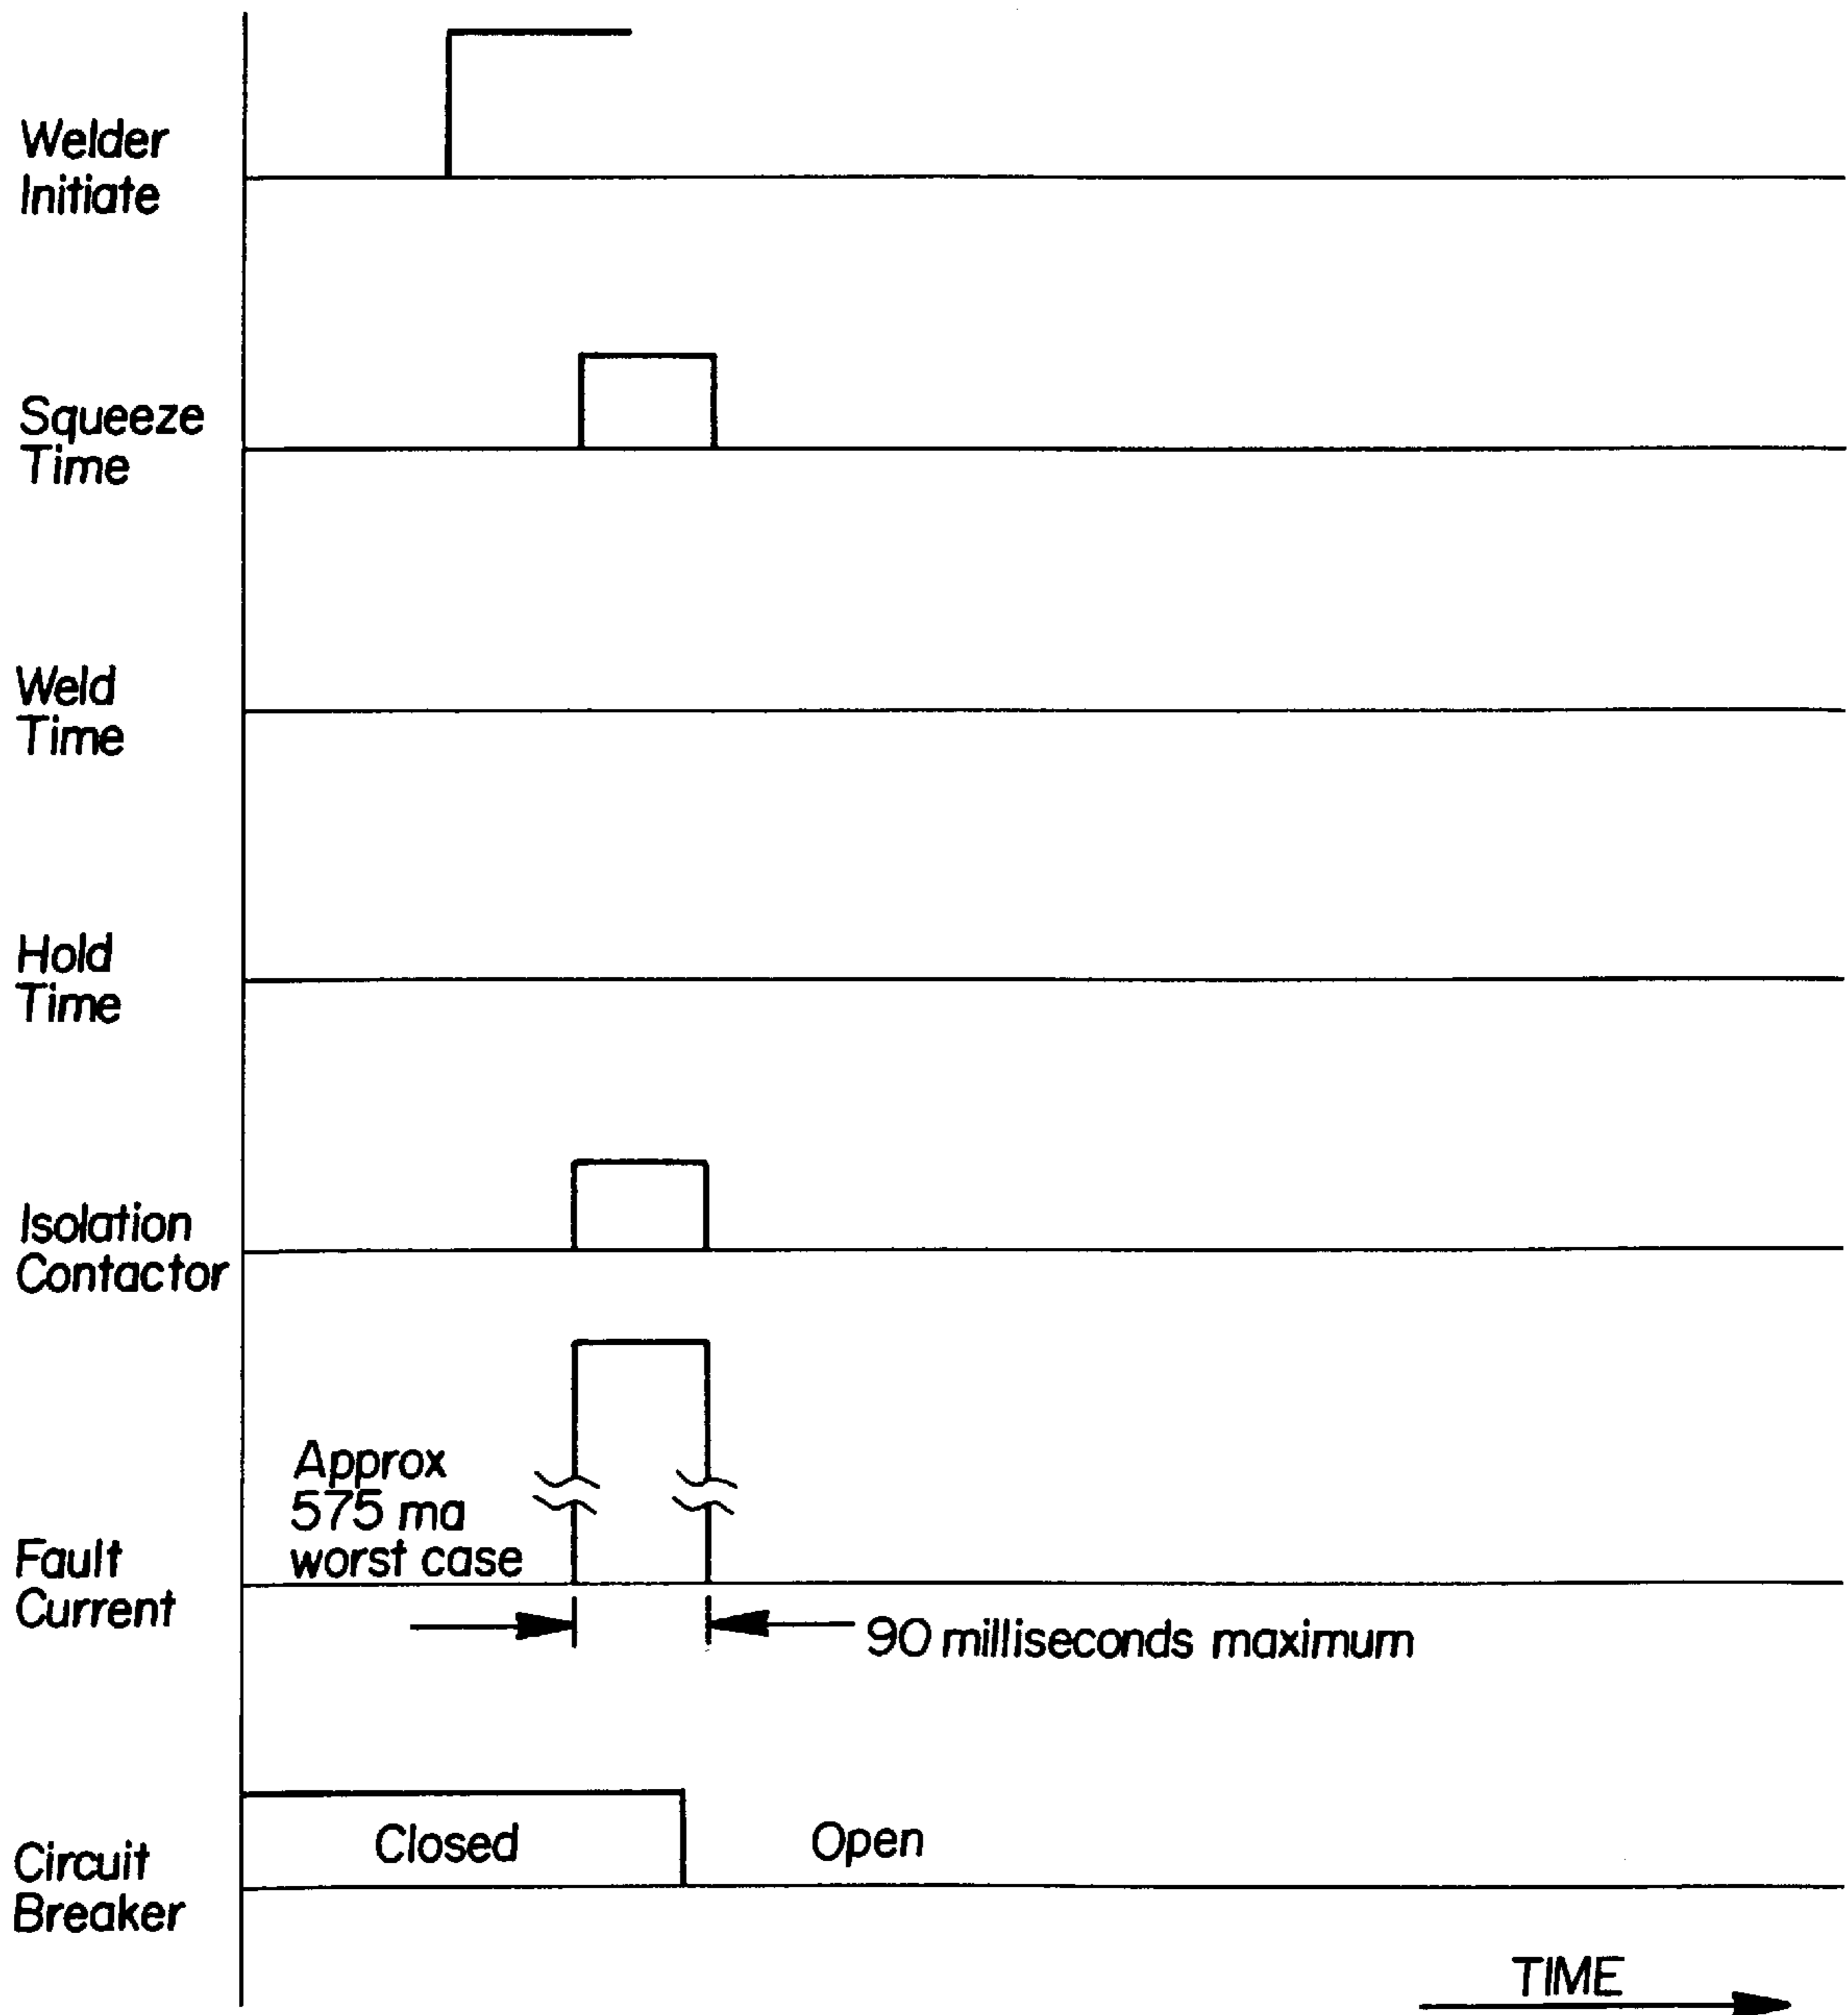 Welder
Initiate
Squeeze
Time
Weld
Time
Hold
Time
Isolation
Contactor
Approx
575 ma
worst case
Fault
Current
90 milliseconds maximum
Closed
Open
Circuit
Breaker
TIME